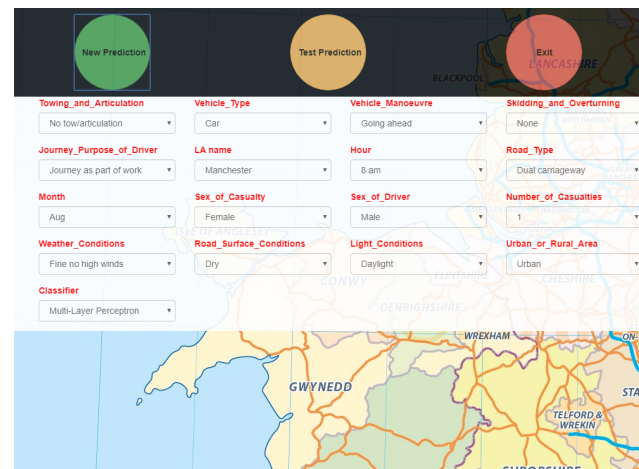 New Prediction
Test Prediction
Exit
LANCASHIRE
BLACKPOOL
Towing_and_Articulation
Vehicle_Type
Vehicle_Manoeuvre
Skidding_and_Overturning
No tow/articulation
Car
Going ahead
None
Journey_Purpose_of_Driver
LA name
Hour
Road_Type
Journey as part of work
Manchester
8 am
Dual carriageway
Month
Sex_of_Casualty
Sex_of_Driver
Number_of_Casualties
Aug
Female
Male
1
ISLE OF ANGLESEY
Weather_Conditions
Road_Surface_Conditions
Light_Conditions
Urban_or_Rural_Area
Fine no high winds
Dry
Daylight
Urban
CONWY
FLINTSHIRE
CHESHIRE
Classifier
Multi-Layer Perceptron
DENBIGHSHIRE
WREXHAM
GWYNEDD
TELFORD &
WREKIN